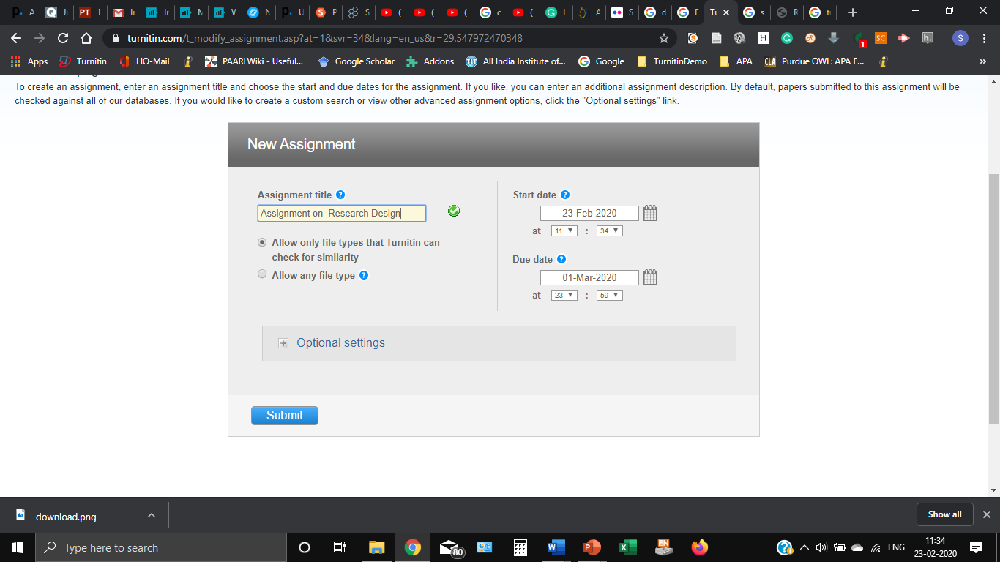 A
Jι
PT 1
Ir
Ir
N
V
N
U
P
S
(
(
(
c
(
F
A
S
d
F
Tι
s
R
tι
turnitin.com/t_modify_assignment.asp?at=1&svr=34&lang=en_us&r=29.547972470348
H
SC
h.
1
S
Apps Turnitin LIO-Mail PAARLWiki - Useful... Google Scholar Addons All India Institute of... Google TurnitinDemo APA CLA Purdue OWL: APA F... »
To create an assignment, enter an assignment title and choose the start and due dates for the assignment. If you like, you can enter an additional assignment description. By default, papers submitted to this assignment will be
checked against all of our databases. If you would like to create a custom search or view other advanced assignment options, click the "Optional settings" link.
New Assignment
Assignment title ?
Assignment on  Research Design
Allow only file types that Turnitin can
check for similarity
Allow any file type ?
Start date ?
23-Feb-2020
at 11 : 34
Due date ?
01-Mar-2020
at 23 : 59
Optional settings
Submit
download.png
Show all
Type here to search
80
EN
ENG
11:34
23-02-2020